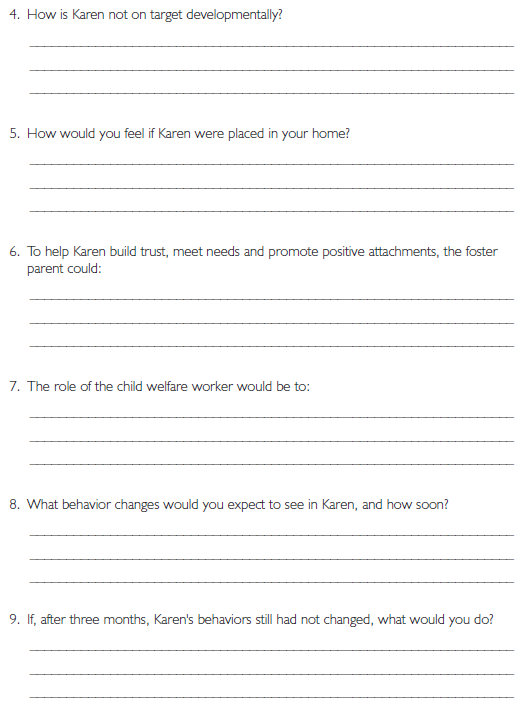 4. How is Karen not on target developmentally?
5. How would you feel if Karen were placed in your home?
6. To help Karen build trust, meet needs and promote positive attachments, the foster
parent could:
7. The role of the child welfare worker would be to:
8. What behavior changes would you expect to see in Karen, and how soon?
9. If, after three months, Karen's behaviors still had not changed, what would you do?